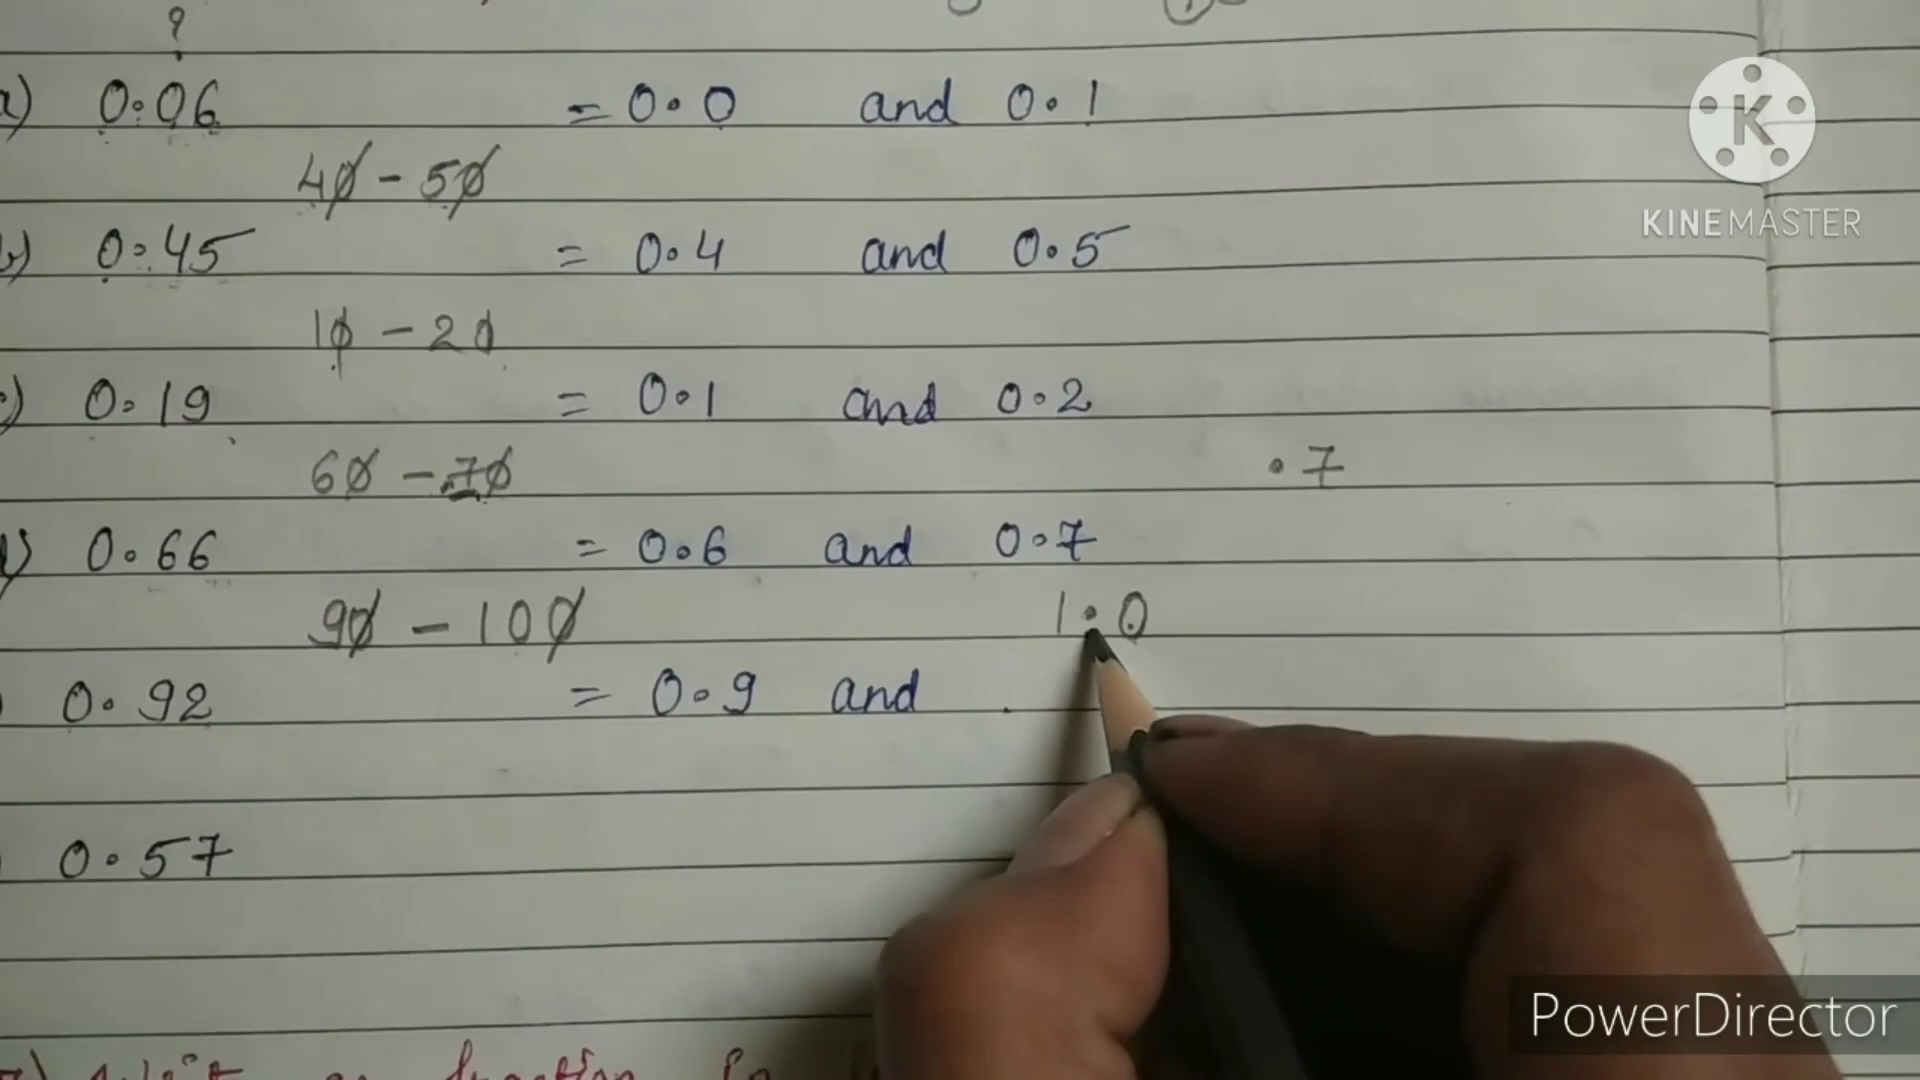 ?
a) 0.06 = 0.0 and 0.1
40 - 50
0.45 = 0.4 and 0.5
10 - 20
0.19 = 0.1 and 0.2
60 - 70 .7
0.66 = 0.6 and 0.7
90 - 100 1.0
0.92 = 0.9 and .
0.57
K
KINEMASTER
PowerDirector